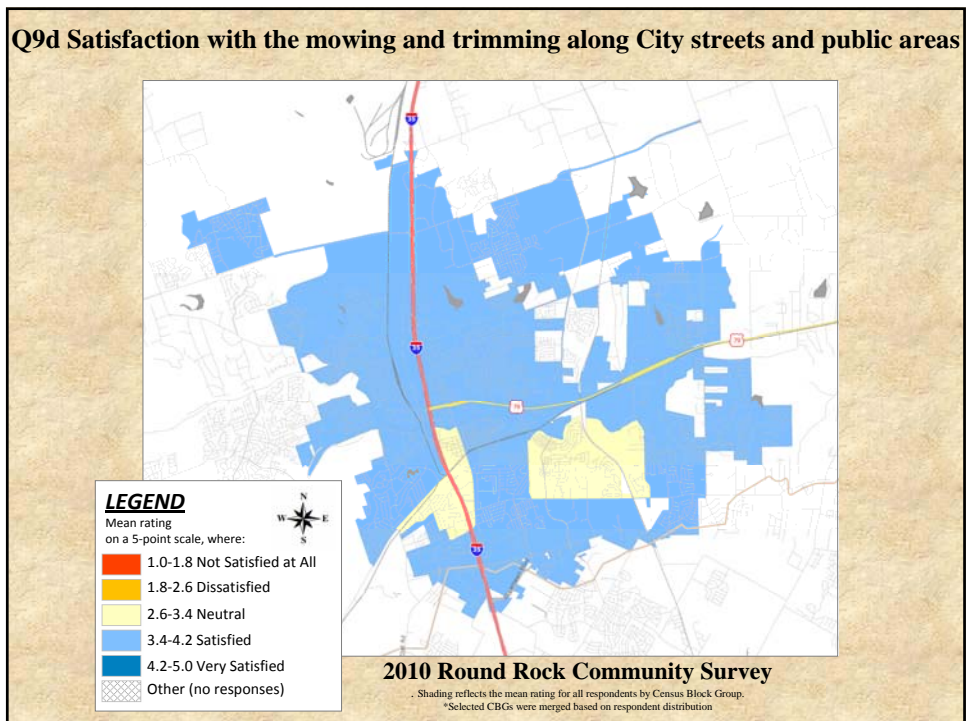 Q9d Satisfaction with the mowing and trimming along City streets and public areas
35
35
79
79
35
LEGEND
Mean rating
on a 5-point scale, where:
N
W E
S
1.0-1.8 Not Satisfied at All
1.8-2.6 Dissatisfied
2.6-3.4 Neutral
3.4-4.2 Satisfied
4.2-5.0 Very Satisfied
Other (no responses)
2010 Round Rock Community Survey
. Shading reflects the mean rating for all respondents by Census Block Group.
*Selected CBGs were merged based on respondent distribution